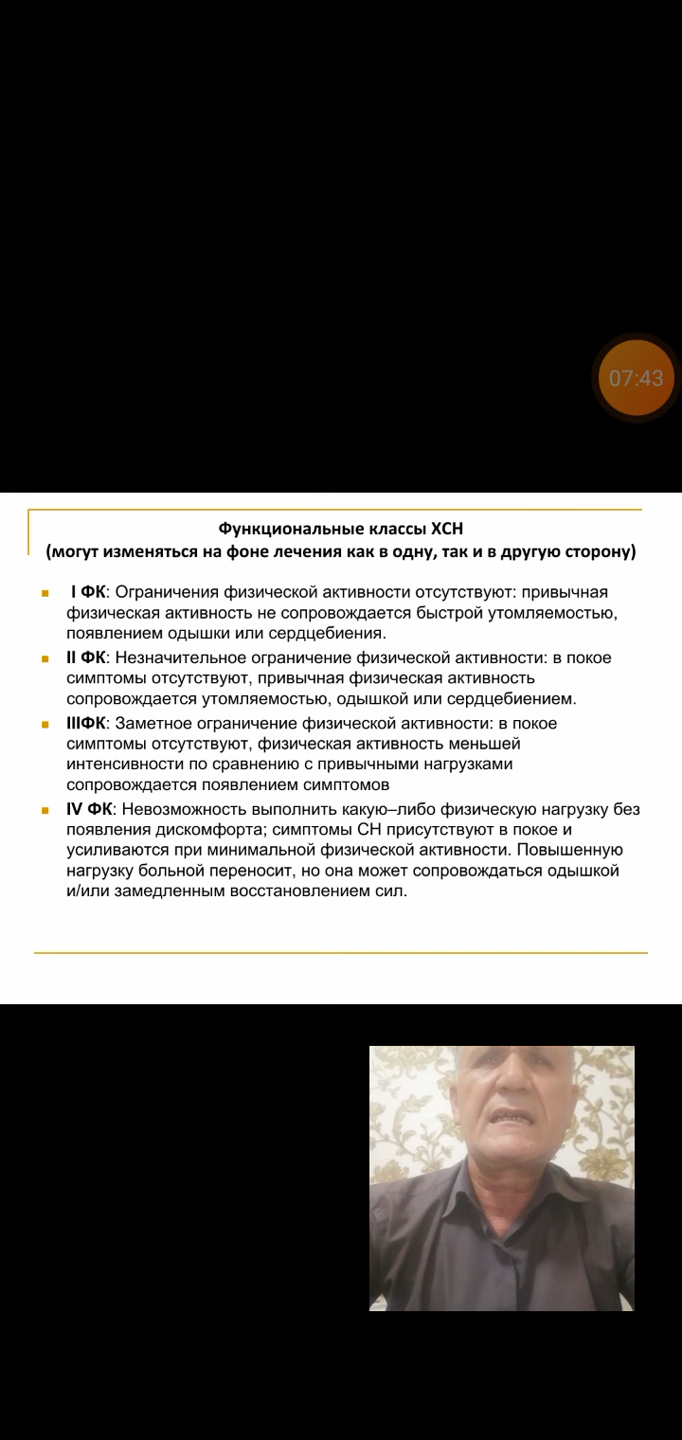 07:43
Функциональные классы ХСН
(могут изменяться на фоне лечения как в одну, так и в другую сторону)
I ФК: Ограничения физической активности отсутствуют: привычная
физическая активность не сопровождается быстрой утомляемостью,
появлением одышки или сердцебиения.
II ФК: Незначительное ограничение физической активности: в покое
симптомы отсутствуют, привычная физическая активность
сопровождается утомляемостью, одышкой или сердцебиением.
IIIФК: Заметное ограничение физической активности: в покое
симптомы отсутствуют, физическая активность меньшей
интенсивности по сравнению с привычными нагрузками
сопровождается появлением симптомов
IV ФК: Невозможность выполнить какую–либо физическую нагрузку без
появления дискомфорта; симптомы СН присутствуют в покое и
усиливаются при минимальной физической активности. Повышенную
нагрузку больной переносит, но она может сопровождаться одышкой
и/или замедленным восстановлением сил.